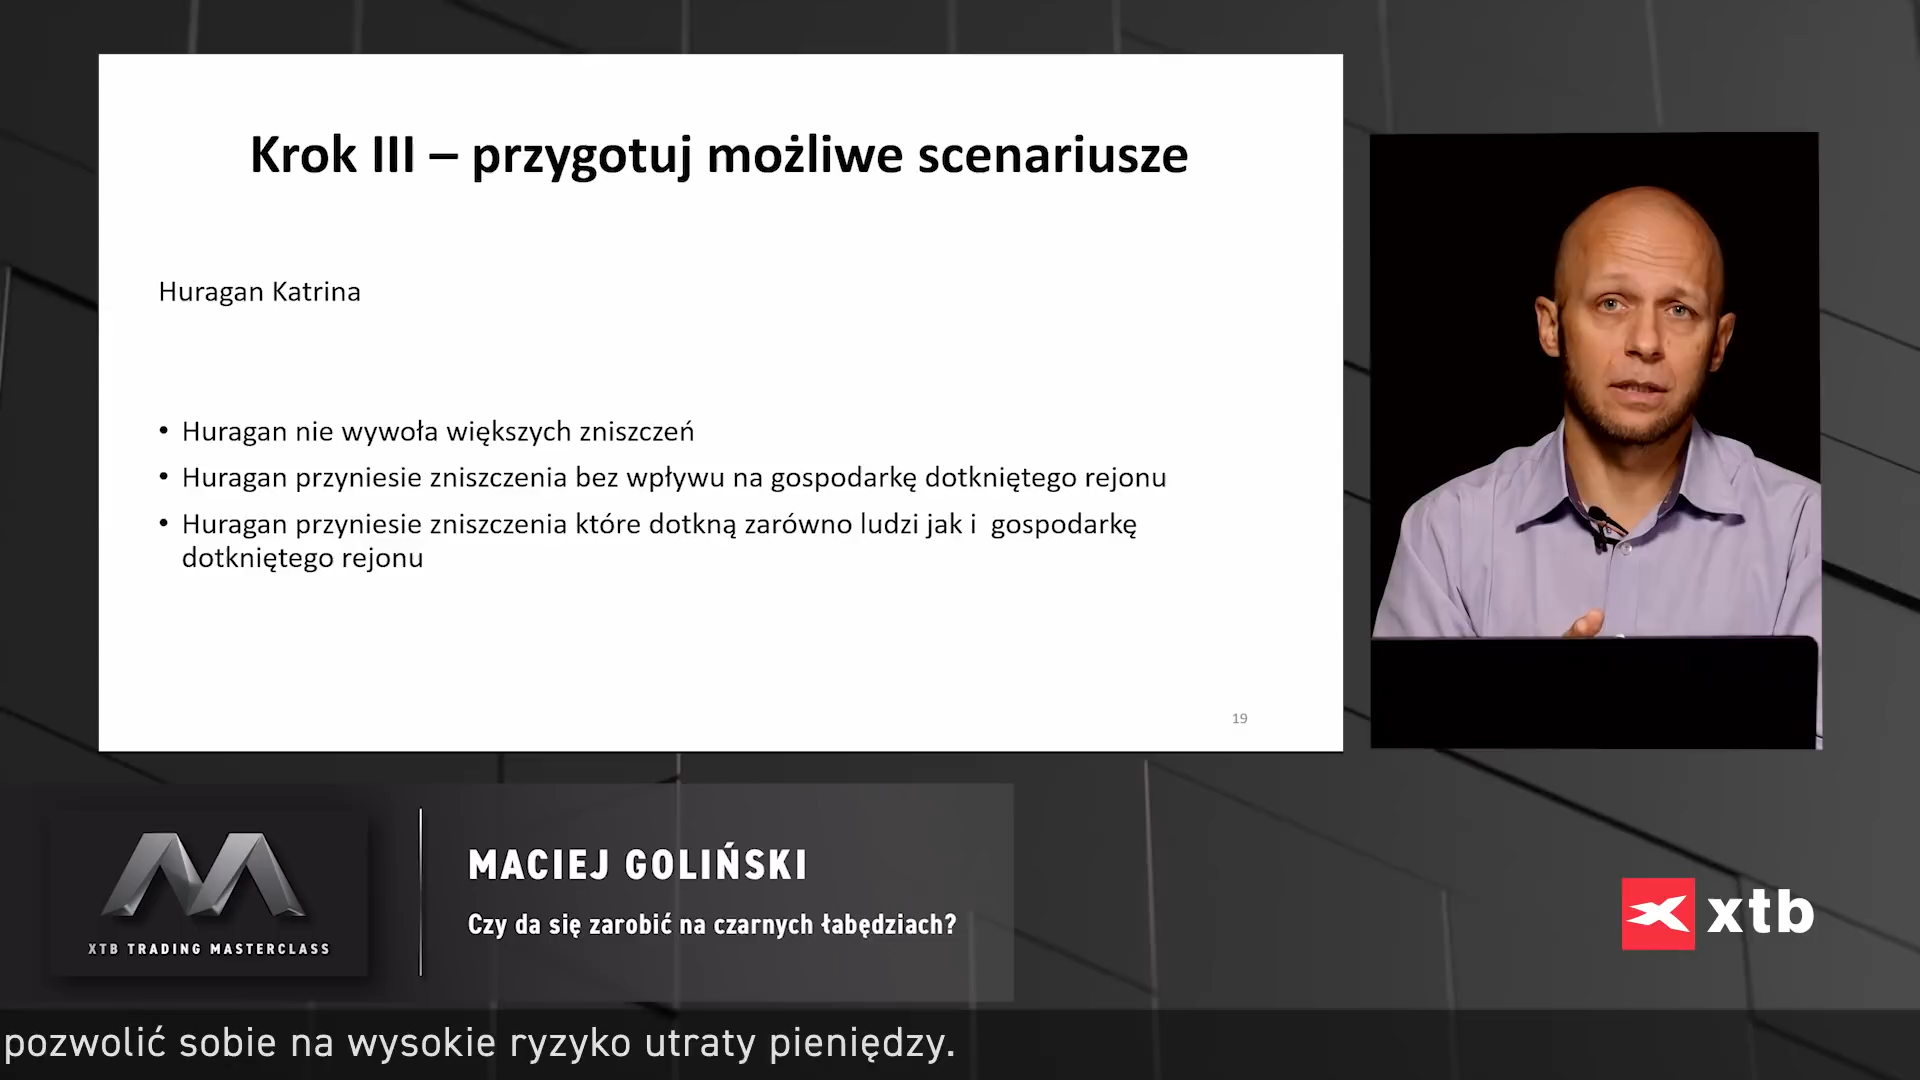 Krok III – przygotuj możliwe scenariusze
Huragan Katrina
• Huragan nie wywoła większych zniszczeń
• Huragan przyniesie zniszczenia bez wpływu na gospodarkę dotkniętego rejonu
• Huragan przyniesie zniszczenia które dotkną zarówno ludzi jak i  gospodarkę
dotkniętego rejonu
19
XTB TRADING MASTERCLASS
MACIEJ GOLIŃSKI
Czy da się zarobić na czarnych łabędziach?
xtb
pozwolić sobie na wysokie ryzyko utraty pieniędzy.